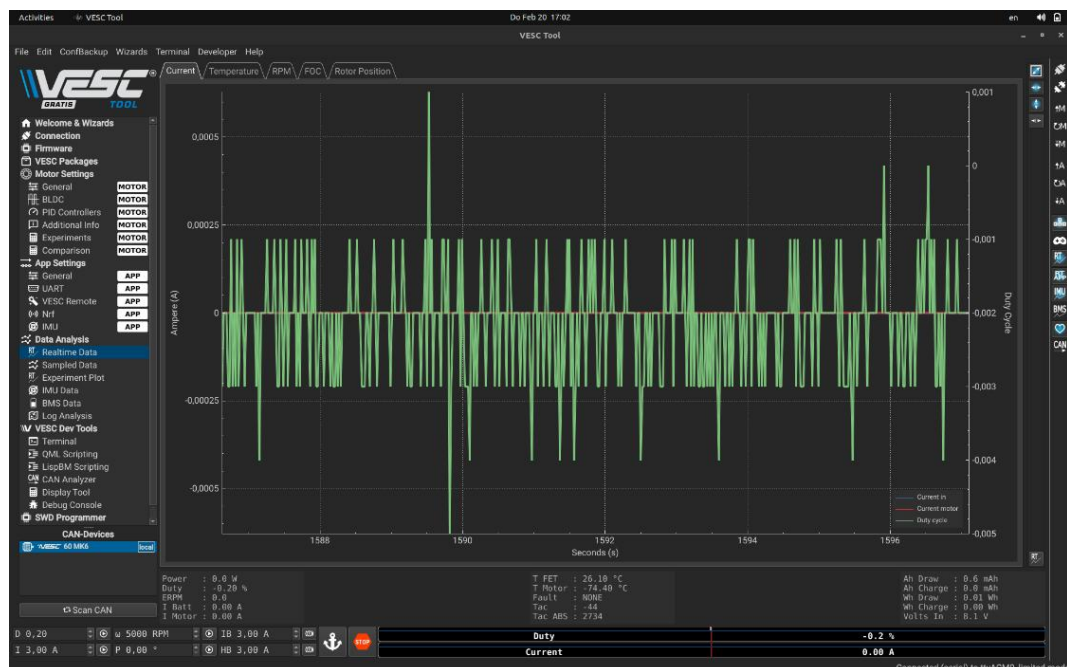 Activities VESC Tool Do Feb 20 17:02 en
VESC Tool
File Edit ConfBackup Wizards Terminal Developer Help
VESC
GRATIS TOOL
Welcome & Wizards
Connection
Firmware
VESC Packages
Motor Settings
General MOTOR
BLDC MOTOR
PID Controllers MOTOR
Additional Info MOTOR
Experiments MOTOR
Comparison MOTOR
App Settings
General APP
UART APP
VESC Remote APP
Nrf APP
IMU APP
Data Analysis
Realtime Data
Sampled Data
Experiment Plot
IMU Data
BMS Data
Log Analysis
VESC Dev Tools
Terminal
QML Scripting
LispBM Scripting
CAN Analyzer
Display Tool
Debug Console
SWD Programmer
CAN-Devices
VESC 60 MK6 local
Scan CAN
Current Temperature RPM FOC Rotor Position
0,0005
0,00025
0
-0,00025
-0,0005
Ampere (A)
0,001
0
-0,001
-0,002
-0,003
-0,004
-0,005
Duty Cycle
Current in
Current motor
Duty cycle
1588 1590 1592 1594 1596
Seconds (s)
Power : 0.0 W
Duty : -0.20 %
ERPM : 0.0
I Batt : 0.00 A
I Motor : 0.00 A
T FET : 26.10 °C
T Motor : -74.40 °C
Fault : NONE
Tac : -44
Tac ABS : 2734
Ah Draw : 0.6 mAh
Ah Charge : 0.0 mAh
Wh Draw : 0.01 Wh
Wh Charge : 0.00 Wh
Volts In : 8.1 V
D 0,20 ω 5000 RPM IB 3,00 A
I 3,00 A P 0,00 ° HB 3,00 A
STOP
Duty -0.2 %
Current 0.00 A
M
M
M
A
A
A
RT
APP
IMU
BMS
CAN
RT